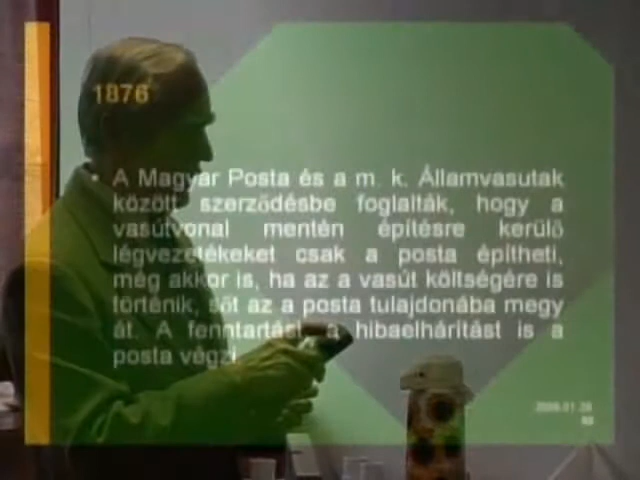 1876
• A Magyar Posta és a m. k. Államvasutak
között szerződésbe foglalták, hogy a
vasútvonal mentén építésre kerülő
légvezetékeket csak a posta építheti,
még akkor is, ha az a vasút költségére is
történik, sőt az a posta tulajdonába megy
át. A fenntartást, a hibaelhárítást is a
posta végzi